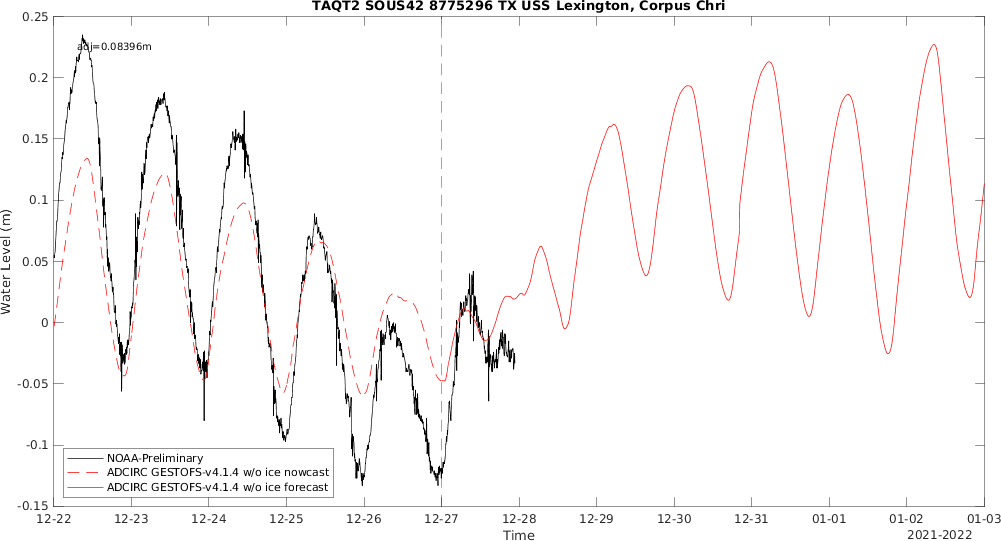 TAQT2 SOUS42 8775296 TX USS Lexington, Corpus Chri
0.25
adj=0.08396m
0.2
0.15
0.1
0.05
0
-0.05
-0.1
-0.15
Water Level (m)
NOAA-Preliminary
ADCIRC GESTOFS-v4.1.4 w/o ice nowcast
ADCIRC GESTOFS-v4.1.4 w/o ice forecast
12-22 12-23 12-24 12-25 12-26 12-27 12-28 12-29 12-30 12-31 01-01 01-02 01-03
Time
2021-2022